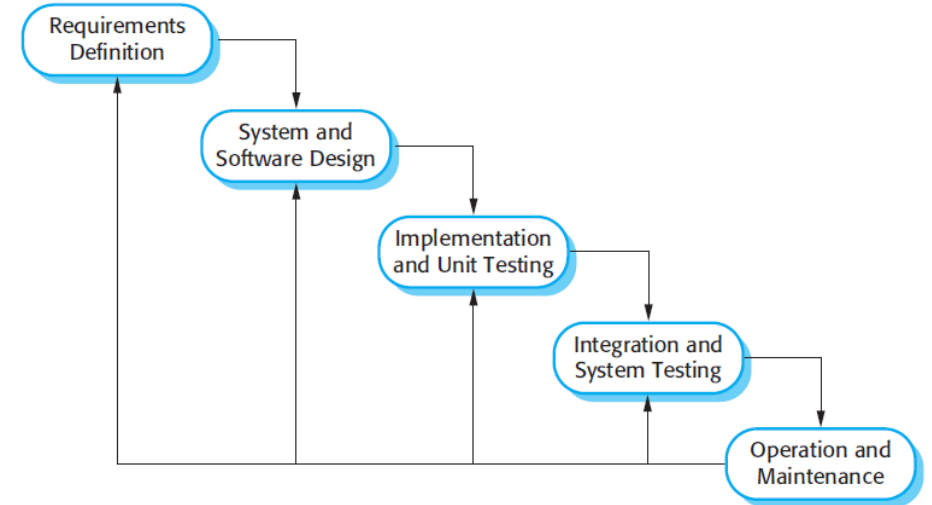 Requirements
Definition
System and
Software Design
Implementation
and Unit Testing
Integration and
System Testing
Operation and
Maintenance